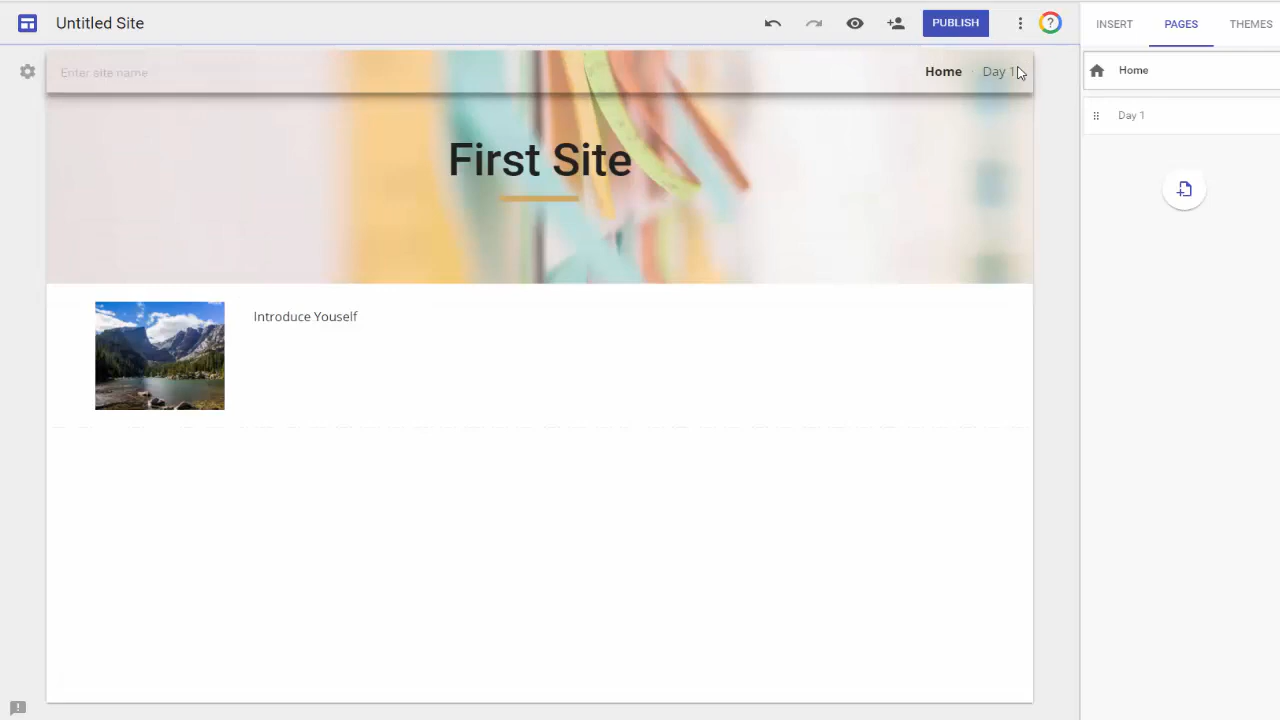 Untitled Site
PUBLISH
?
INSERT
PAGES
THEMES
Enter site name
Home
Day 1
Home
Day 1
First Site
Introduce Youself